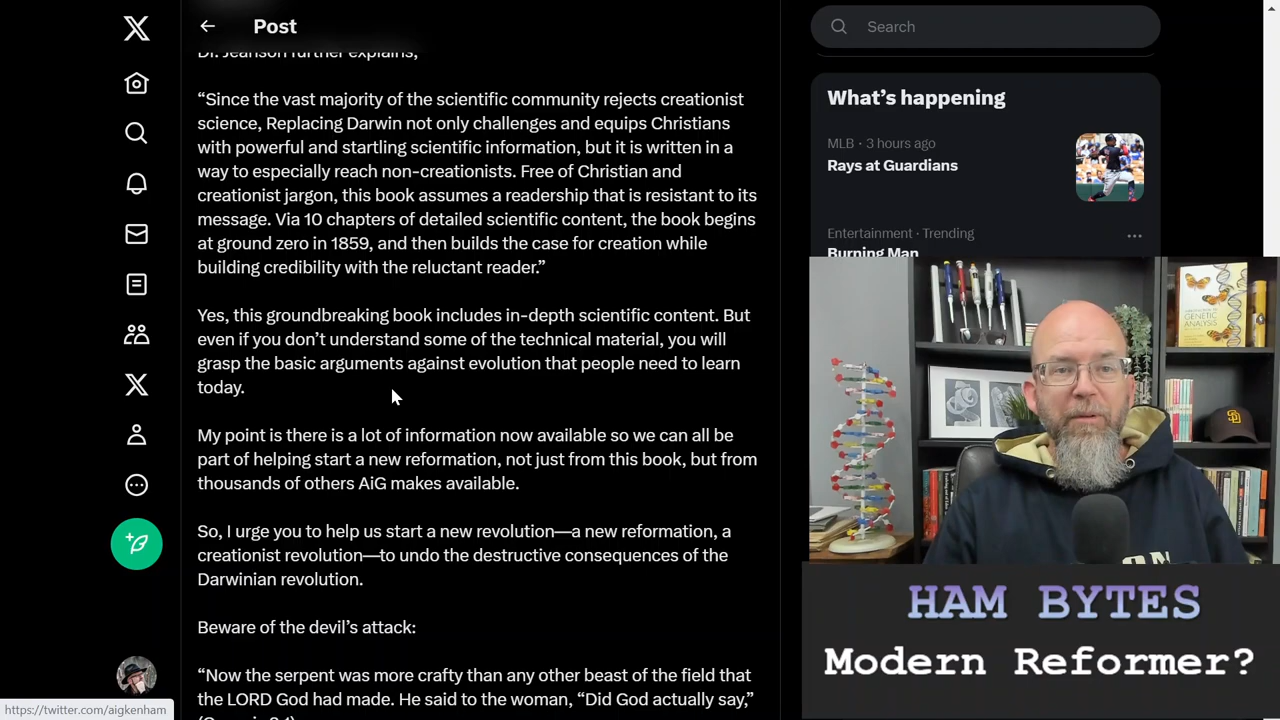 Post
Dr. Jeanson further explains,
“Since the vast majority of the scientific community rejects creationist
science, Replacing Darwin not only challenges and equips Christians
with powerful and startling scientific information, but it is written in a
way to especially reach non-creationists. Free of Christian and
creationist jargon, this book assumes a readership that is resistant to its
message. Via 10 chapters of detailed scientific content, the book begins
at ground zero in 1859, and then builds the case for creation while
building credibility with the reluctant reader.”
Yes, this groundbreaking book includes in-depth scientific content. But
even if you don’t understand some of the technical material, you will
grasp the basic arguments against evolution that people need to learn
today.
My point is there is a lot of information now available so we can all be
part of helping start a new reformation, not just from this book, but from
thousands of others AiG makes available.
So, I urge you to help us start a new revolution—a new reformation, a
creationist revolution—to undo the destructive consequences of the
Darwinian revolution.
Beware of the devil’s attack:
“Now the serpent was more crafty than any other beast of the field that
the LORD God had made. He said to the woman, “Did God actually say,”
https://twitter.com/aigkenham
Search
What’s happening
MLB · 3 hours ago
Rays at Guardians
Entertainment · Trending
Burning Man
GENETIC
ANALYSIS
HAM BYTES
Modern Reformer?